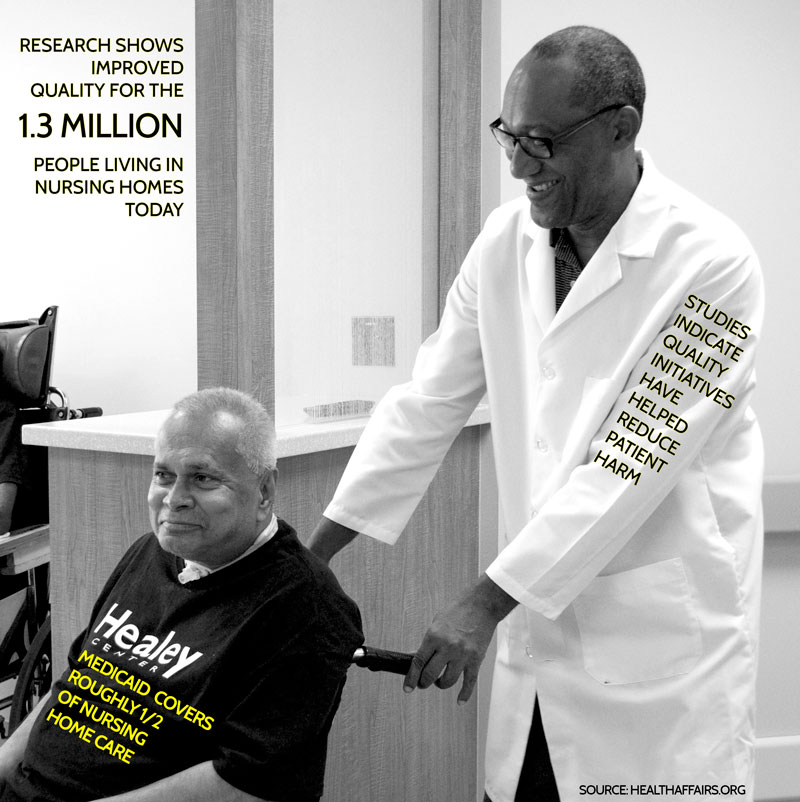 RESEARCH SHOWS
IMPROVED
QUALITY FOR THE
1.3 MILLION
PEOPLE LIVING IN
NURSING HOMES
TODAY
STUDIES
INDICATE
QUALITY
INITIATIVES
HAVE
HELPED
REDUCE
PATIENT
HARM
Healey
CENTER
MEDICAID COVERS
ROUGHLY 1/2
OF NURSING
HOME CARE
SOURCE: HEALTHAFFAIRS.ORG